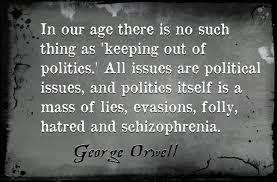 In our age there is no such
thing as 'keeping out of
politics.' All issues are political
issues, and politics itself is a
mass of lies, evasions, folly,
hatred and schizophrenia.
George Orwell